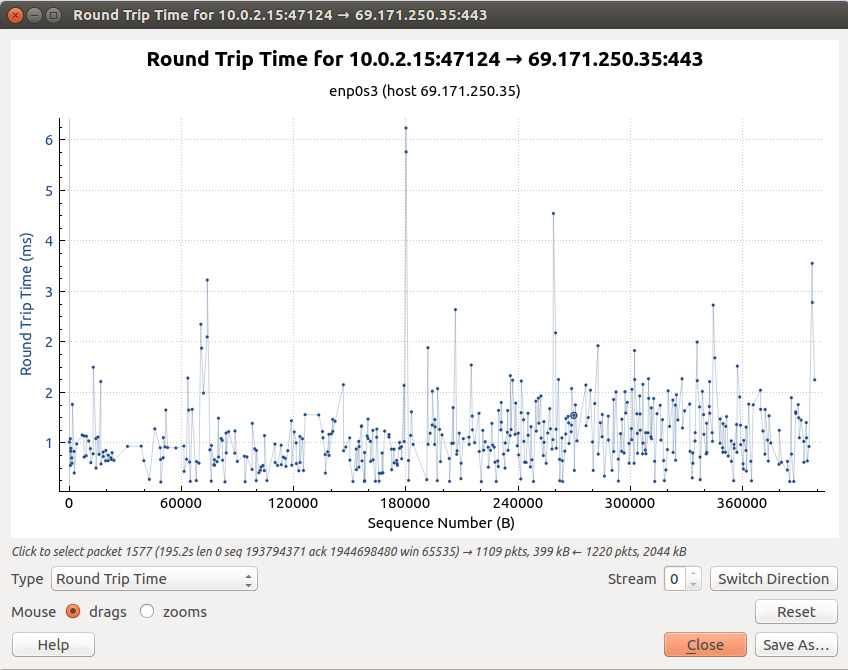 Round Trip Time for 10.0.2.15:47124 → 69.171.250.35:443
Round Trip Time for 10.0.2.15:47124 → 69.171.250.35:443
enp0s3 (host 69.171.250.35)
Round Trip Time (ms)
6
5
4
3
2
2
1
0 60000 120000 180000 240000 300000 360000
Sequence Number (B)
Click to select packet 1577 (195.2s len 0 seq 193794371 ack 1944698480 win 65535) → 1109 pkts, 399 kB ← 1220 pkts, 2044 kB
Type Round Trip Time Stream 0 Switch Direction
Mouse drags zooms Reset
Help Close Save As…